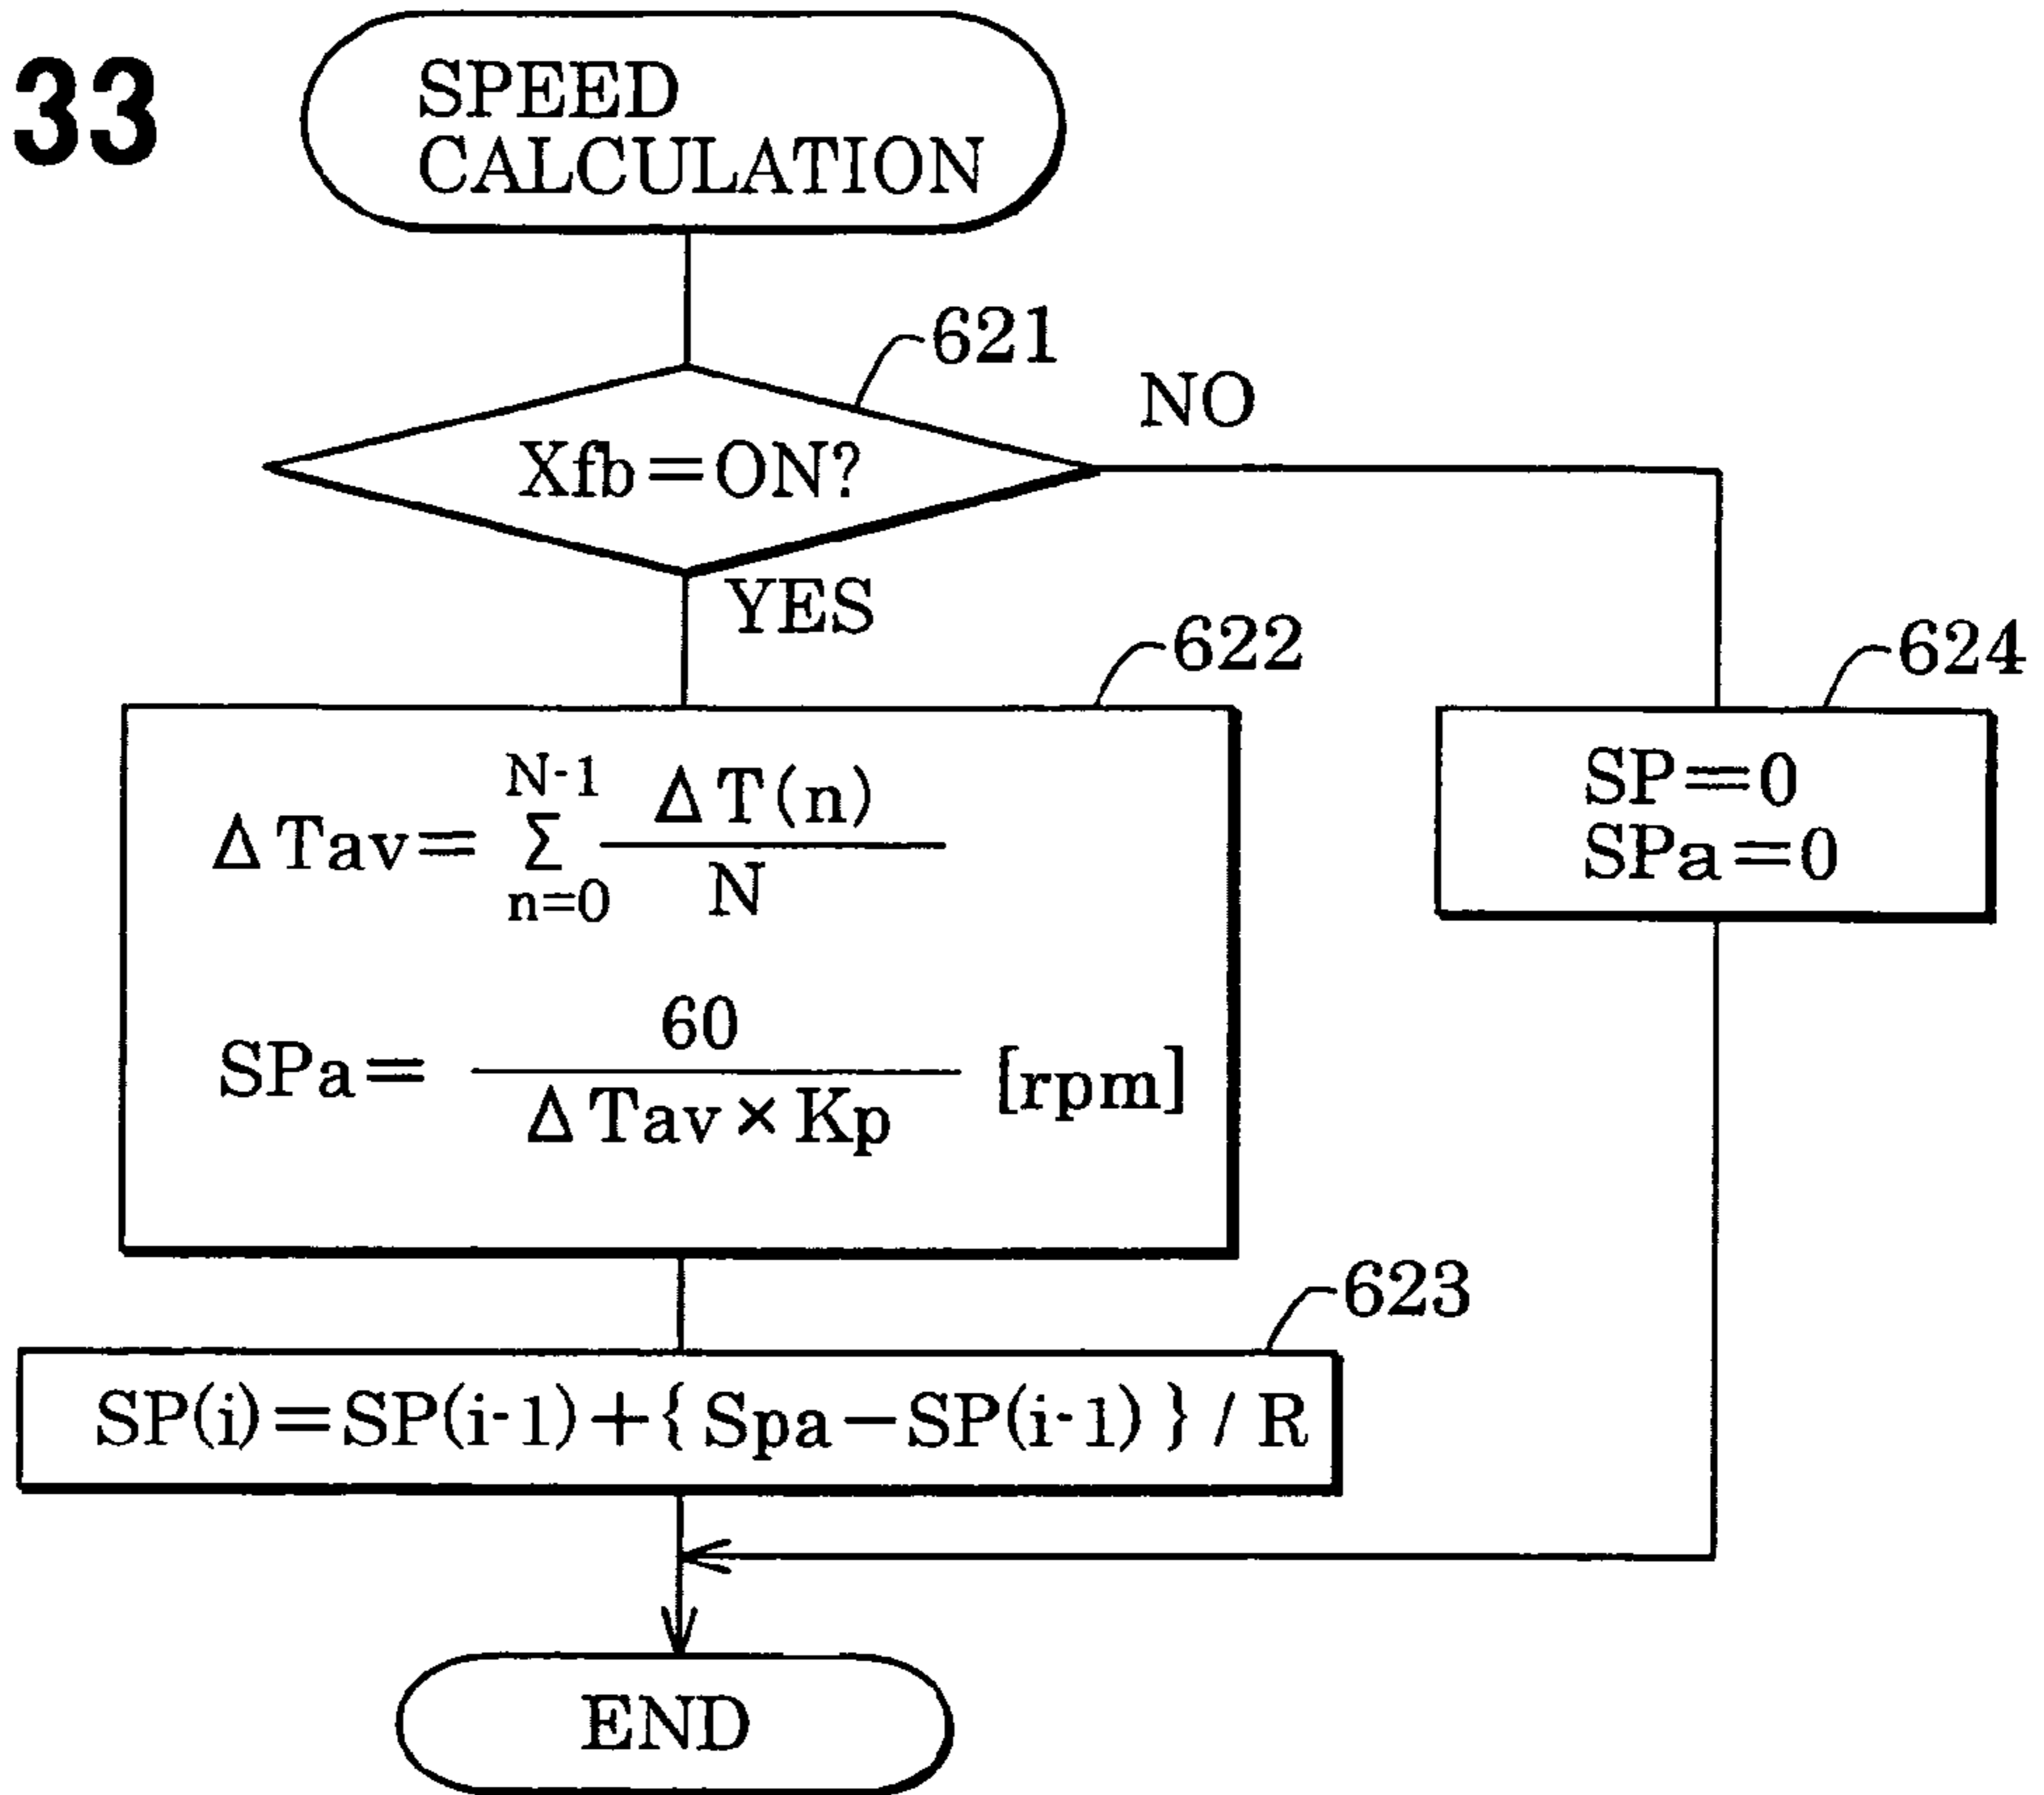 33
SPEED
CALCULATION
621
NO
Xfb=ON?
YES
622
624
ΔTav= Σ N-1 n=0 ΔT(n) / N
SP=0
SPa=0
SPa= 60 / ΔTav×Kp [rpm]
623
SP(i)=SP(i-1)+{Spa-SP(i-1)}/R
END